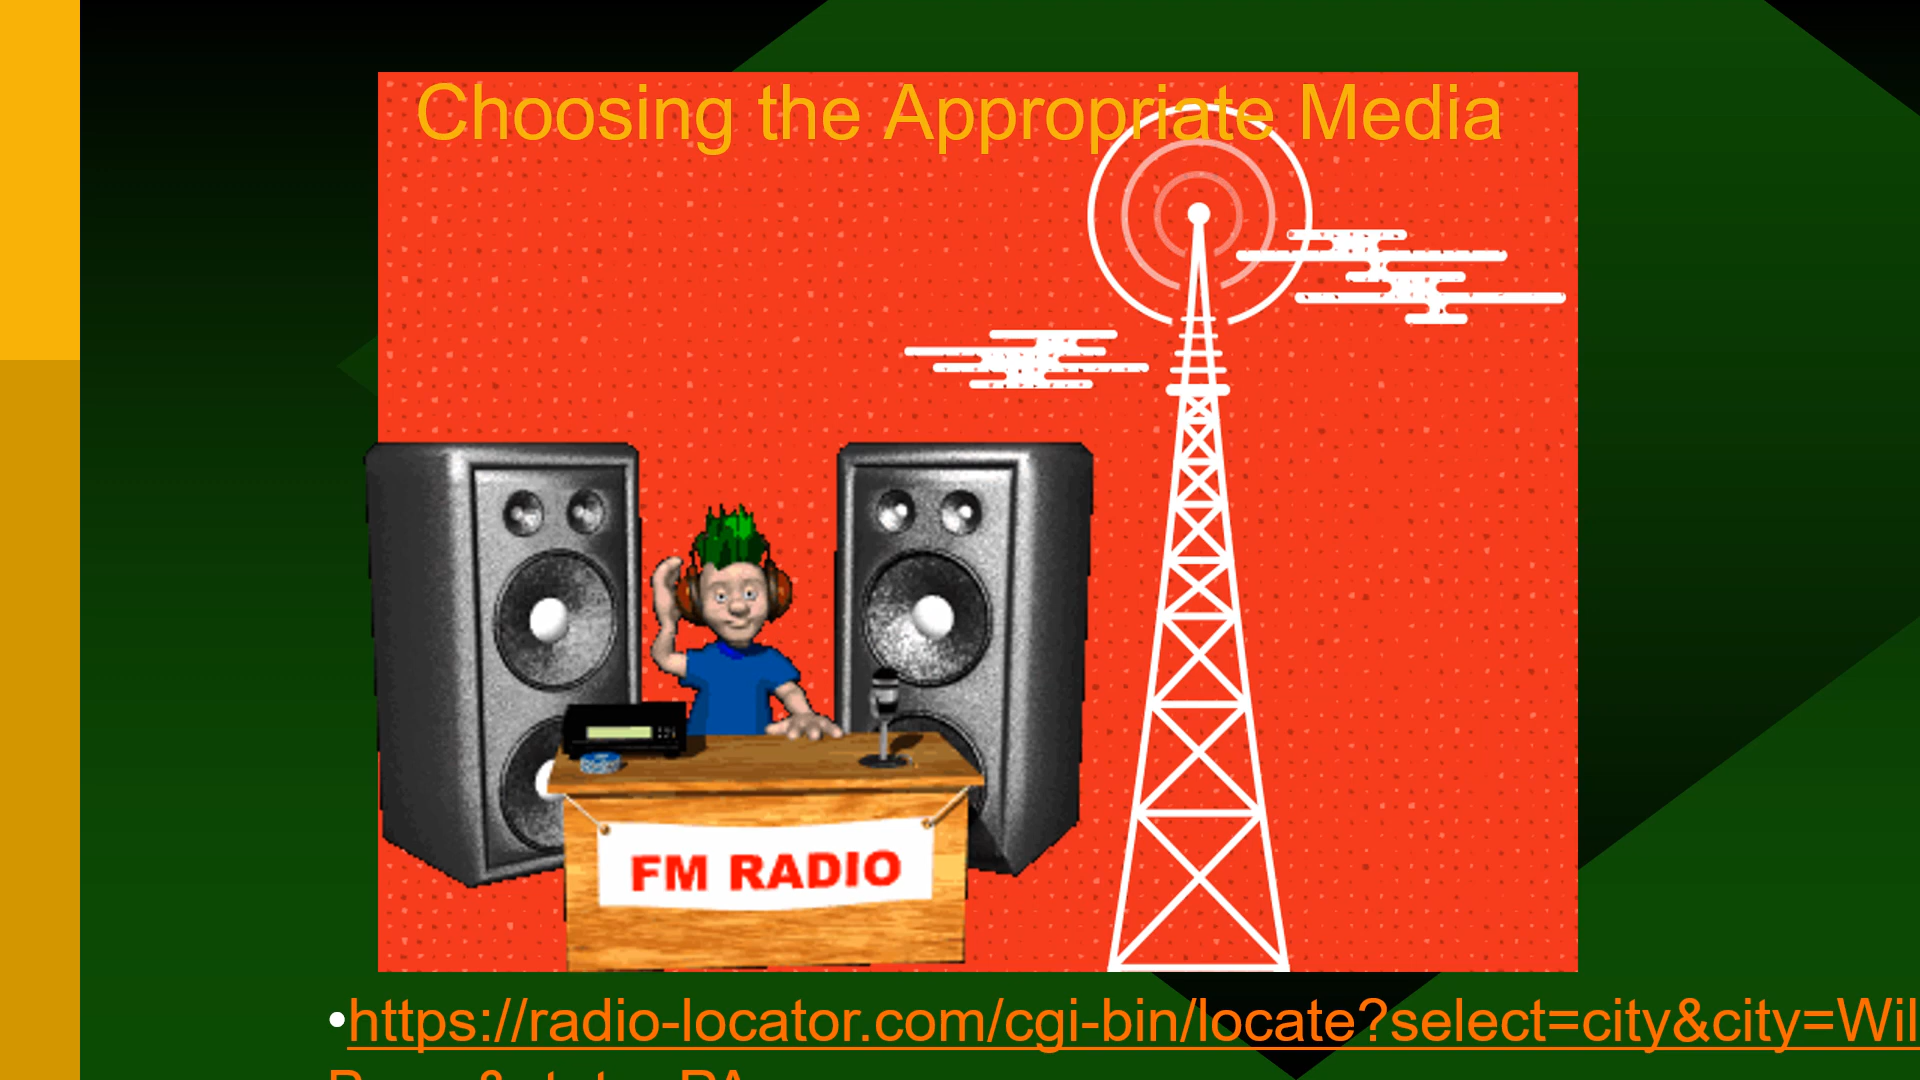 Choosing the Appropriate Media
FM RADIO
•https://radio-locator.com/cgi-bin/locate?select=city&city=Wil